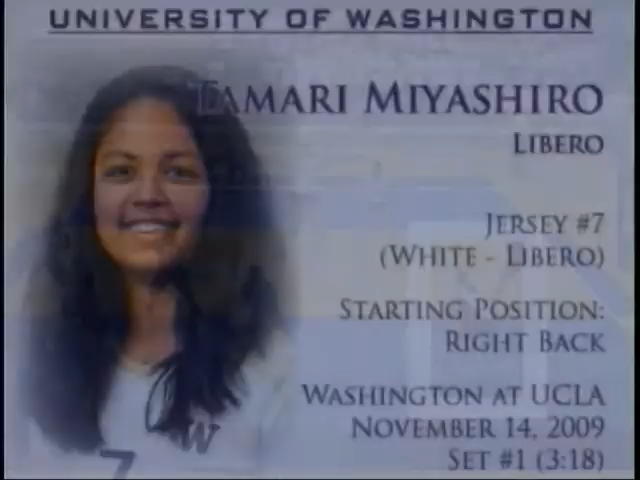 UNIVERSITY OF WASHINGTON
TAMARI MIYASHIRO
LIBERO
JERSEY #7
(WHITE - LIBERO)
STARTING POSITION:
RIGHT BACK
WASHINGTON AT UCLA
NOVEMBER 14, 2009
SET #1 (3:18)
W
7